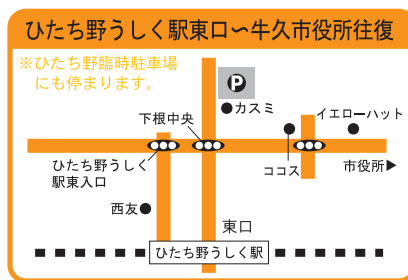 ひたち野うしく駅東口〜牛久市役所往復
※ひたち野臨時駐車場
にも停まります。
P
カスミ
下根中央
イエローハット
ひたち野うしく
駅東入口
ココス
市役所▶
西友
東口
ひたち野うしく駅